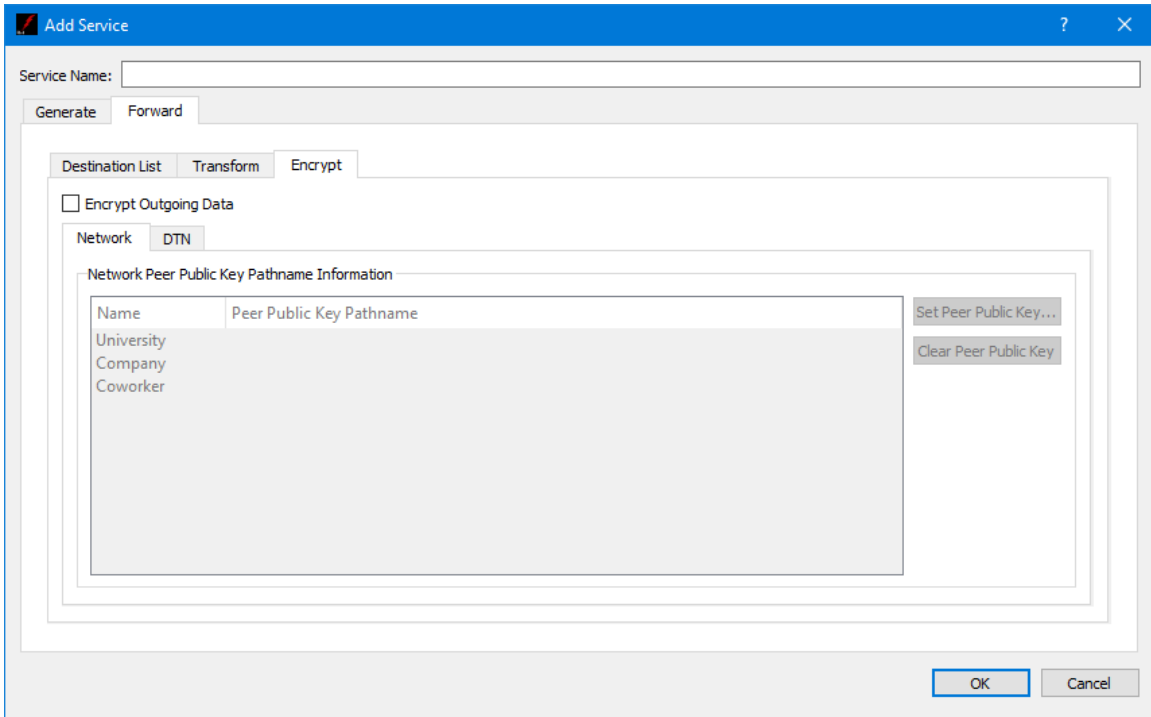 Add Service
Service Name:
Generate Forward
Destination List Transform Encrypt
Encrypt Outgoing Data
Network DTN
Network Peer Public Key Pathname Information
Name Peer Public Key Pathname
Set Peer Public Key...
University
Clear Peer Public Key
Company
Coworker
OK Cancel